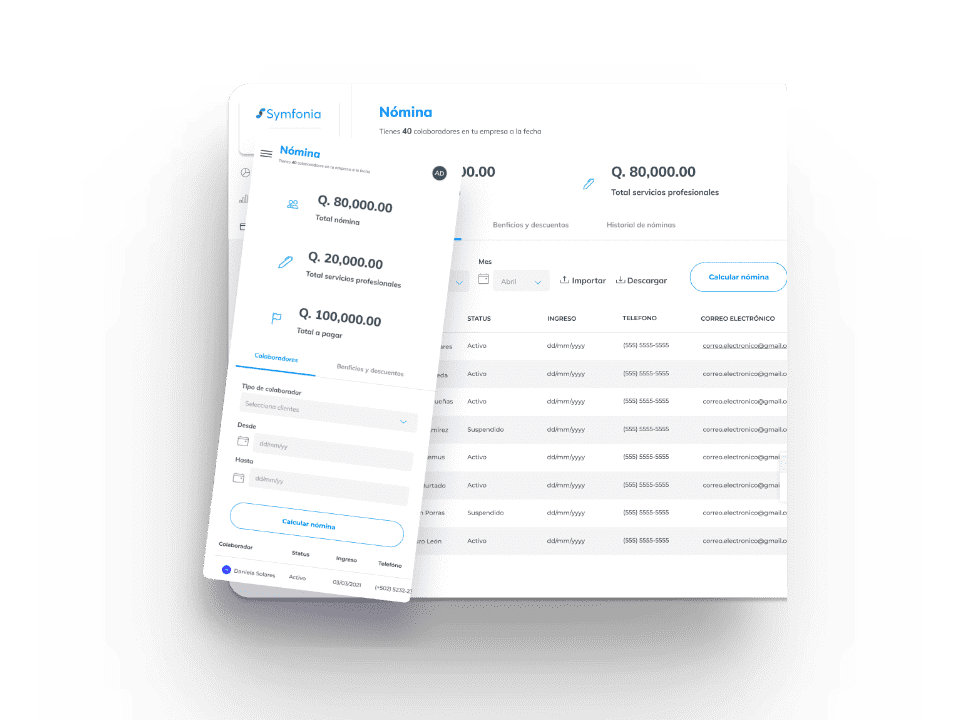 Symfonia
Nómina
Tienes 40 colaboradores en tu empresa a la fecha
Q. 80,000.00
Total servicios profesionales
Benficios y descuentos
Historial de nóminas
Mes
Abril
Importar
Descargar
Calcular nómina
STATUS INGRESO TELEFONO CORREO ELECTRÓNICO
Activo dd/mm/yyyy (555) 5555-5555 correo.electronico@gmail.c
Activo dd/mm/yyyy (555) 5555-5555 correo.electronico@gmail.c
Activo dd/mm/yyyy (555) 5555-5555 correo.electronico@gmail.c
Suspendido dd/mm/yyyy (555) 5555-5555 correo.electronico@gmail.c
Activo dd/mm/yyyy (555) 5555-5555 correo.electronico@gmail
Activo dd/mm/yyyy (555) 5555-5555 correo.electronico@gmail
Porras Suspendido dd/mm/yyyy (555) 5555-5555 correo.electronico@gmail.c
León Activo dd/mm/yyyy (555) 5555-5555 correo.electronico@gmail.c
Nómina
Tienes 40 colaboradores en tu empresa a la fecha
AD
Q. 80,000.00
Total nómina
Q. 20,000.00
Total servicios profesionales
Q. 100,000.00
Total a pagar
Colaboradores
Benficios y descuentos
Tipo de colaborador
Selecciona clientes
Desde
dd/mm/yy
Hasta
dd/mm/yy
Calcular nómina
Colaborador Status Ingreso Telefóno
Daniela Solares Activo 03/03/2021 (+502) 5232-2